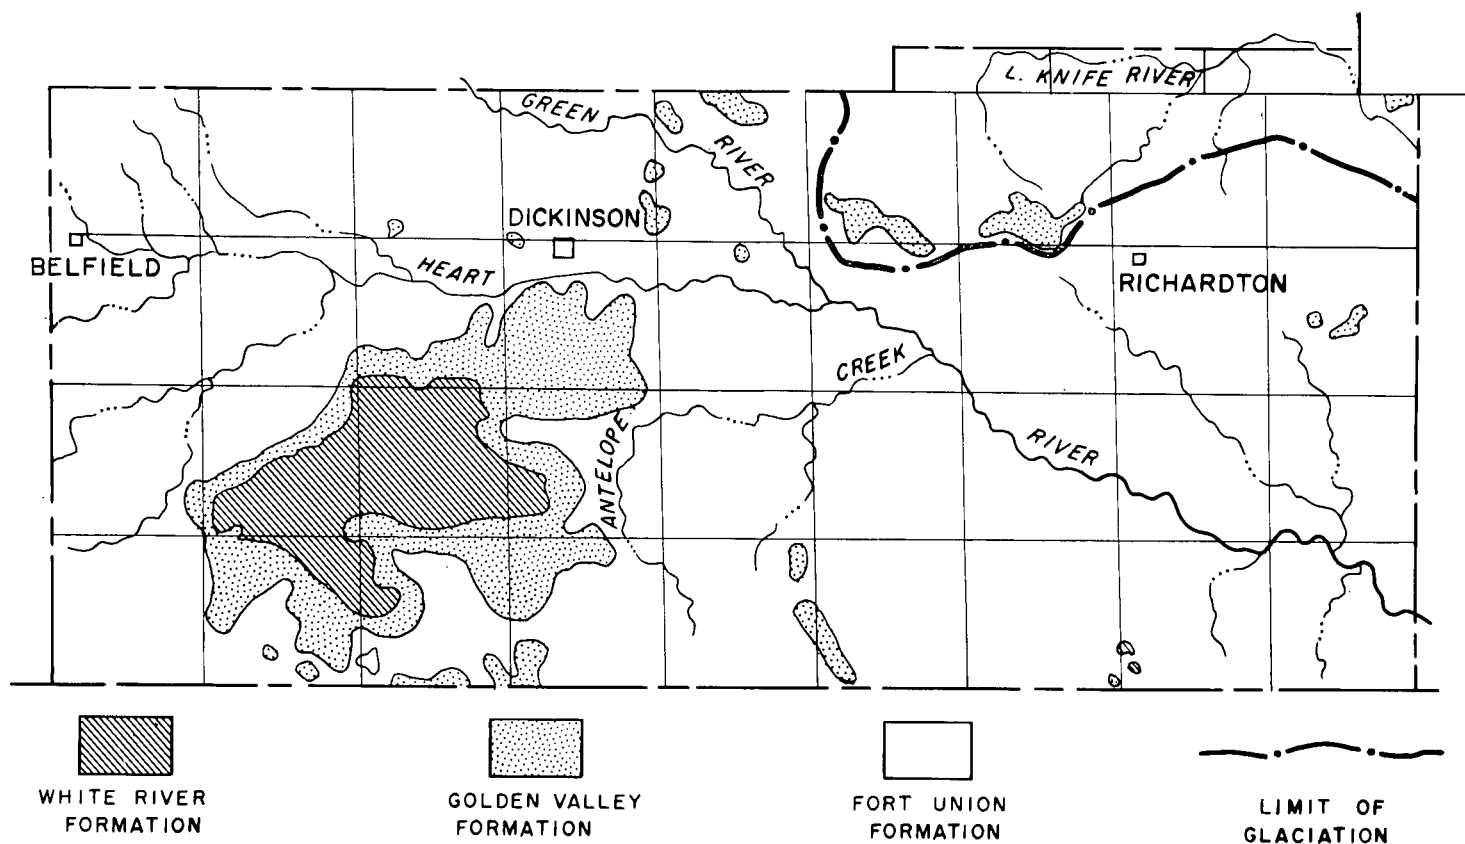 L. KNIFE RIVER
GREEN
RIVER
DICKINSON
BELFIELD
HEART
RICHARDTON
CREEK
ANTELOPE
RIVER
WHITE RIVER
FORMATION
GOLDEN VALLEY
FORMATION
FORT UNION
FORMATION
LIMIT OF
GLACIATION